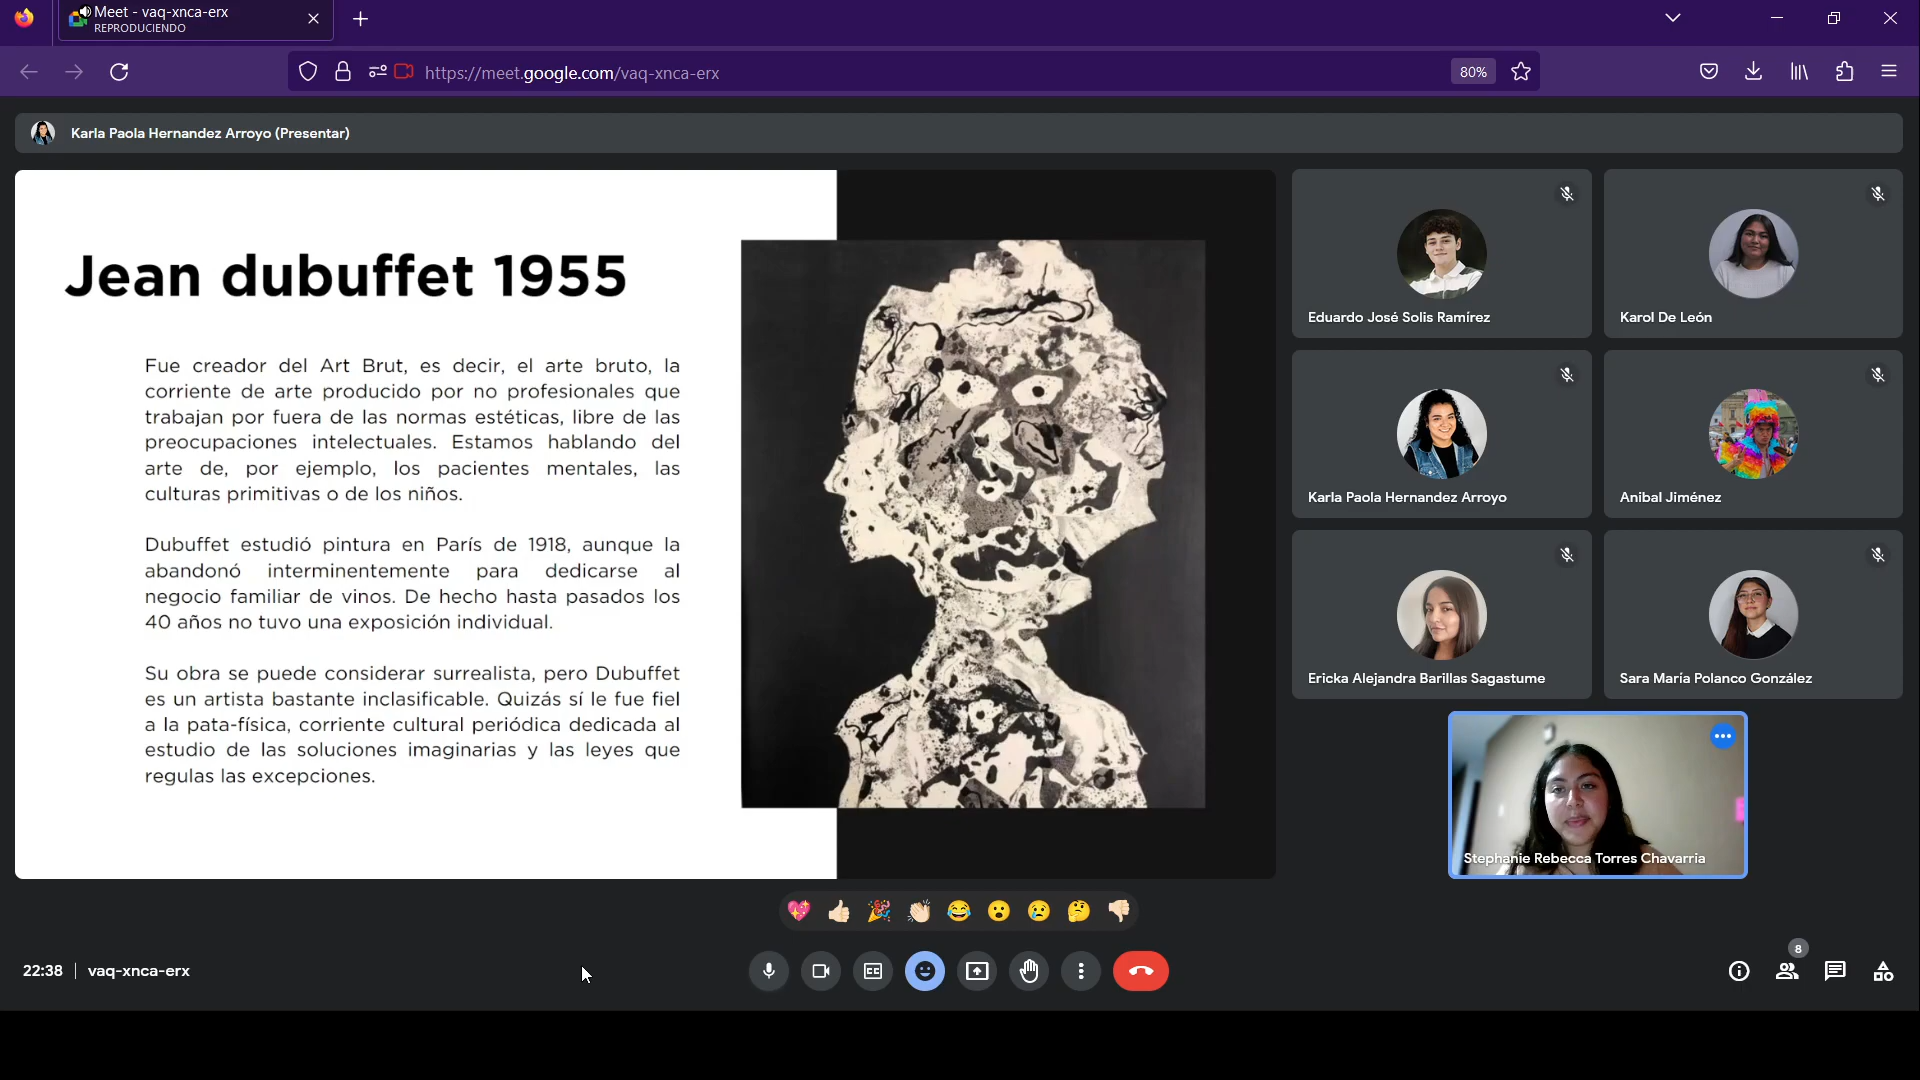 Meet - vaq-xnca-erx
REPRODUCIENDO
https://meet.google.com/vaq-xnca-erx
80%
Karla Paola Hernandez Arroyo (Presentar)
Jean dubuffet 1955
Fue creador del Art Brut, es decir, el arte bruto, la
corriente de arte producido por no profesionales que
trabajan por fuera de las normas estéticas, libre de las
preocupaciones intelectuales. Estamos hablando del
arte de, por ejemplo, los pacientes mentales, las
culturas primitivas o de los niños.
Dubuffet estudió pintura en París de 1918, aunque la
abandonó interminentemente para dedicarse al
negocio familiar de vinos. De hecho hasta pasados los
40 años no tuvo una exposición individual.
Su obra se puede considerar surrealista, pero Dubuffet
es un artista bastante inclasificable. Quizás sí le fue fiel
a la pata-física, corriente cultural periódica dedicada al
estudio de las soluciones imaginarias y las leyes que
regulas las excepciones.
Eduardo José Solis Ramírez
Karol De León
Karla Paola Hernandez Arroyo
Anibal Jiménez
Ericka Alejandra Barillas Sagastume
Sara María Polanco González
Stephanie Rebecca Torres Chavarria
22:38 | vaq-xnca-erx
8